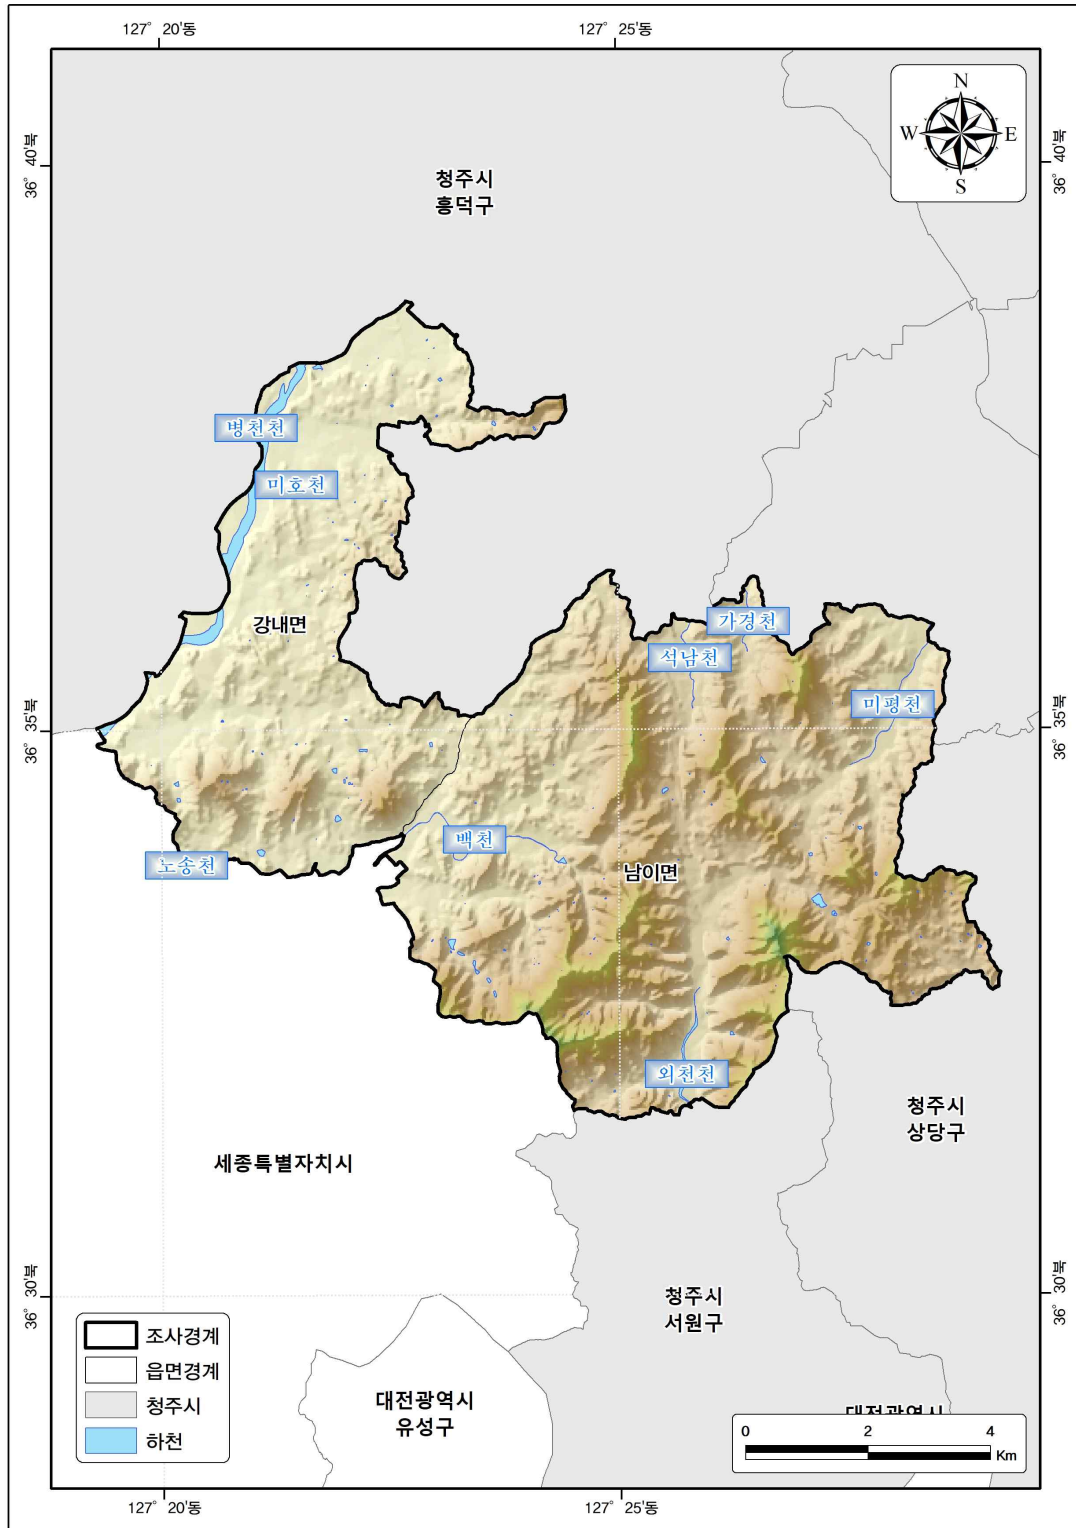 127° 20'동
127° 25'동
36° 40'북
36° 40'북
N
W
E
S
청주시
흥덕구
병천천
미호천
강내면
가경천
석남천
미평천
36° 35'북
36° 35'북
백천
노송천
남이면
외천천
청주시
상당구
세종특별자치시
36° 30'북
36° 30'북
청주시
서원구
조사경계
읍면경계
청주시
하천
대전광역시
유성구
대전광역시
0
2
4
Km
127° 20'동
127° 25'동